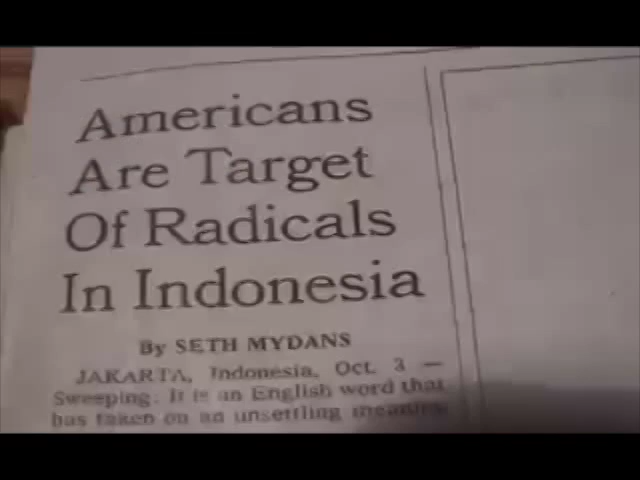 Americans
Are Target
Of Radicals
In Indonesia
By SETH MYDANS
JAKARTA, Indonesia, Oct. 3 —
Sweeping. It is an English word that
has taken on an unsettling meaning